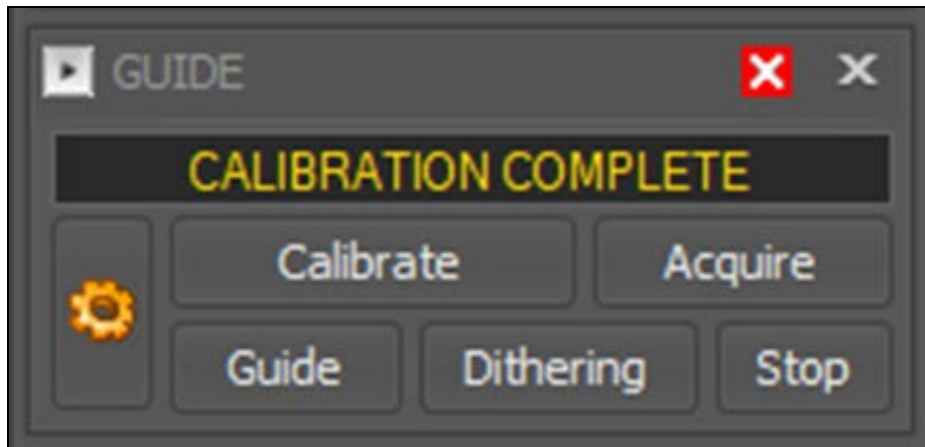 GUIDE
CALIBRATION COMPLETE
Calibrate Acquire
Guide Dithering Stop